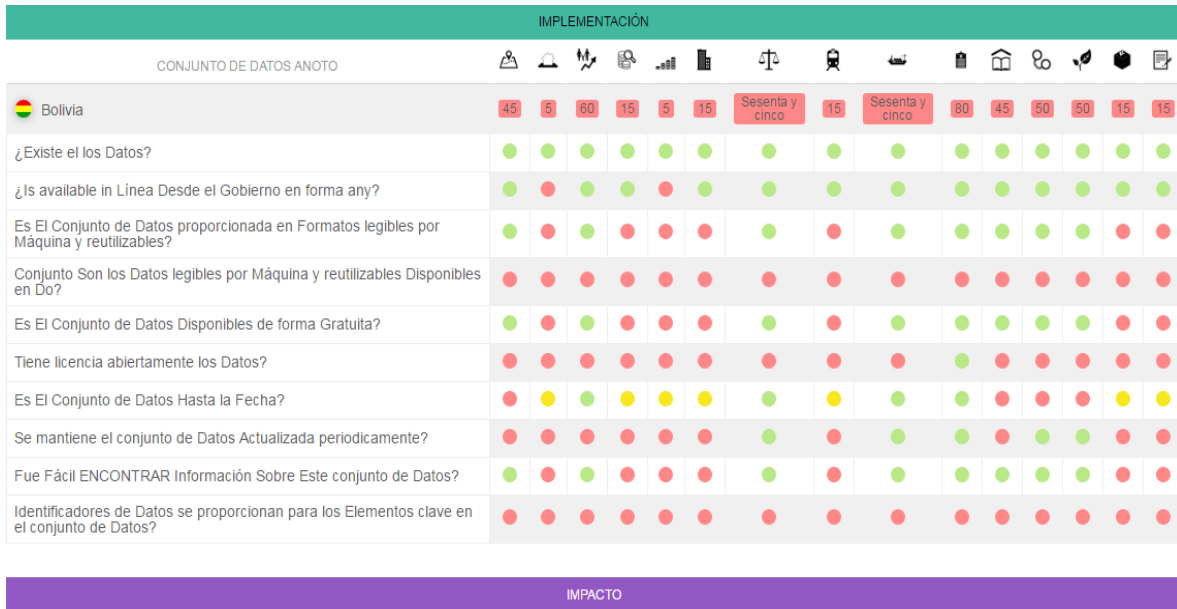 IMPLEMENTACIÓN
CONJUNTO DE DATOS ANOTO
Bolivia 45 5 60 15 5 15 Sesenta y cinco 15 Sesenta y cinco 80 45 50 50 15 15
¿Existe el los Datos?
¿Is available in Línea Desde el Gobierno en forma any?
Es El Conjunto de Datos proporcionada en Formatos legibles por
Máquina y reutilizables?
Conjunto Son los Datos legibles por Máquina y reutilizables Disponibles
en Do?
Es El Conjunto de Datos Disponibles de forma Gratuita?
Tiene licencia abiertamente los Datos?
Es El Conjunto de Datos Hasta la Fecha?
Se mantiene el conjunto de Datos Actualizada periodicamente?
Fue Fácil ENCONTRAR Información Sobre Este conjunto de Datos?
Identificadores de Datos se proporcionan para los Elementos clave en
el conjunto de Datos?
IMPACTO